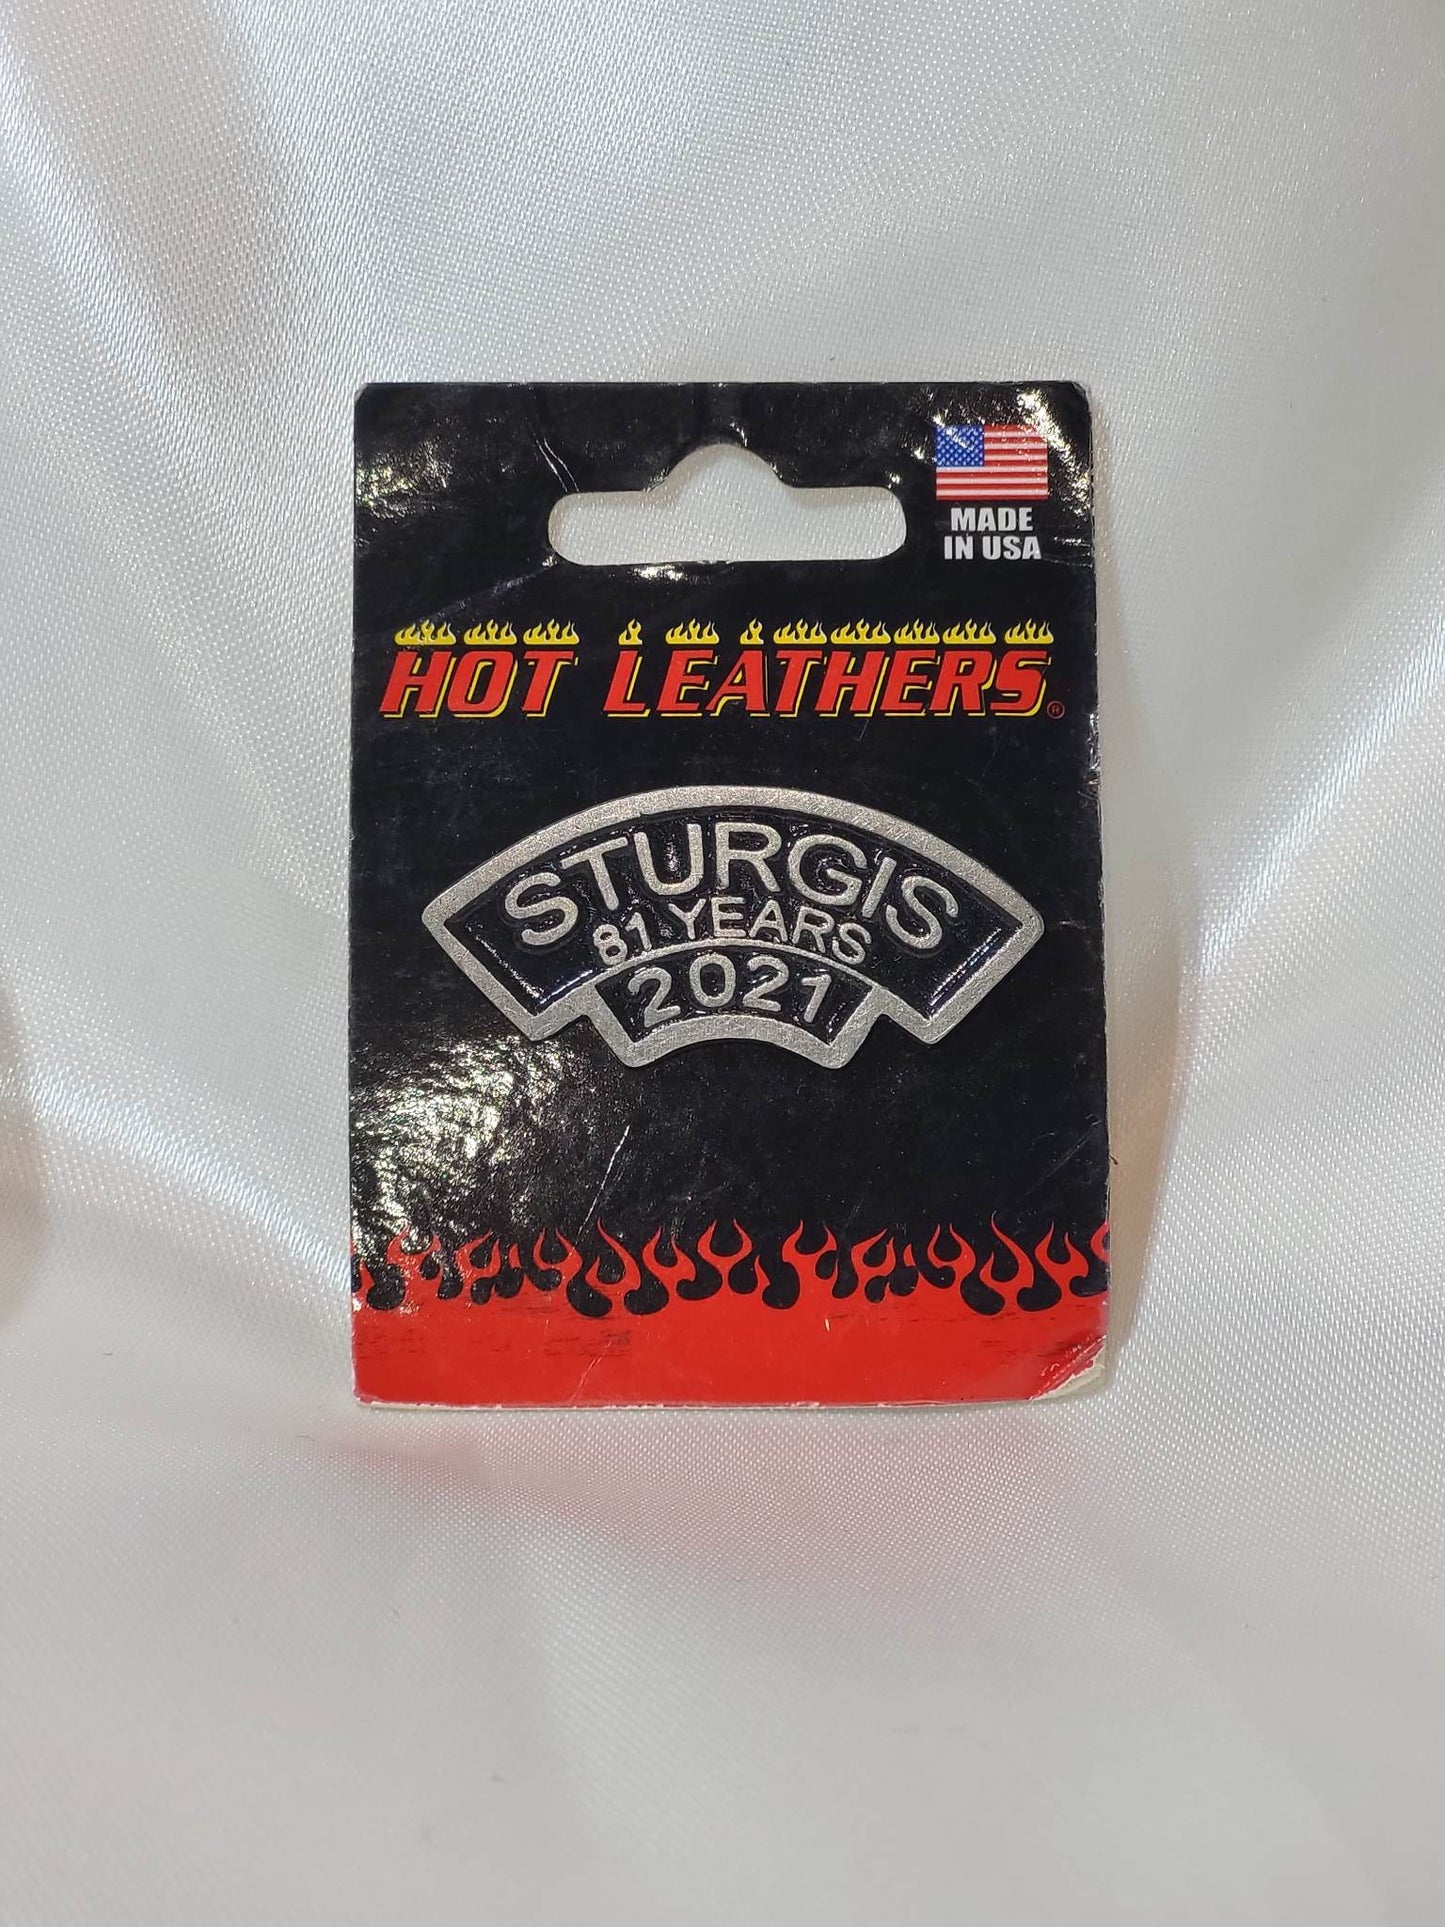 MADE
IN USA
HOT LEATHERS®
STURGIS
81 YEARS
2021